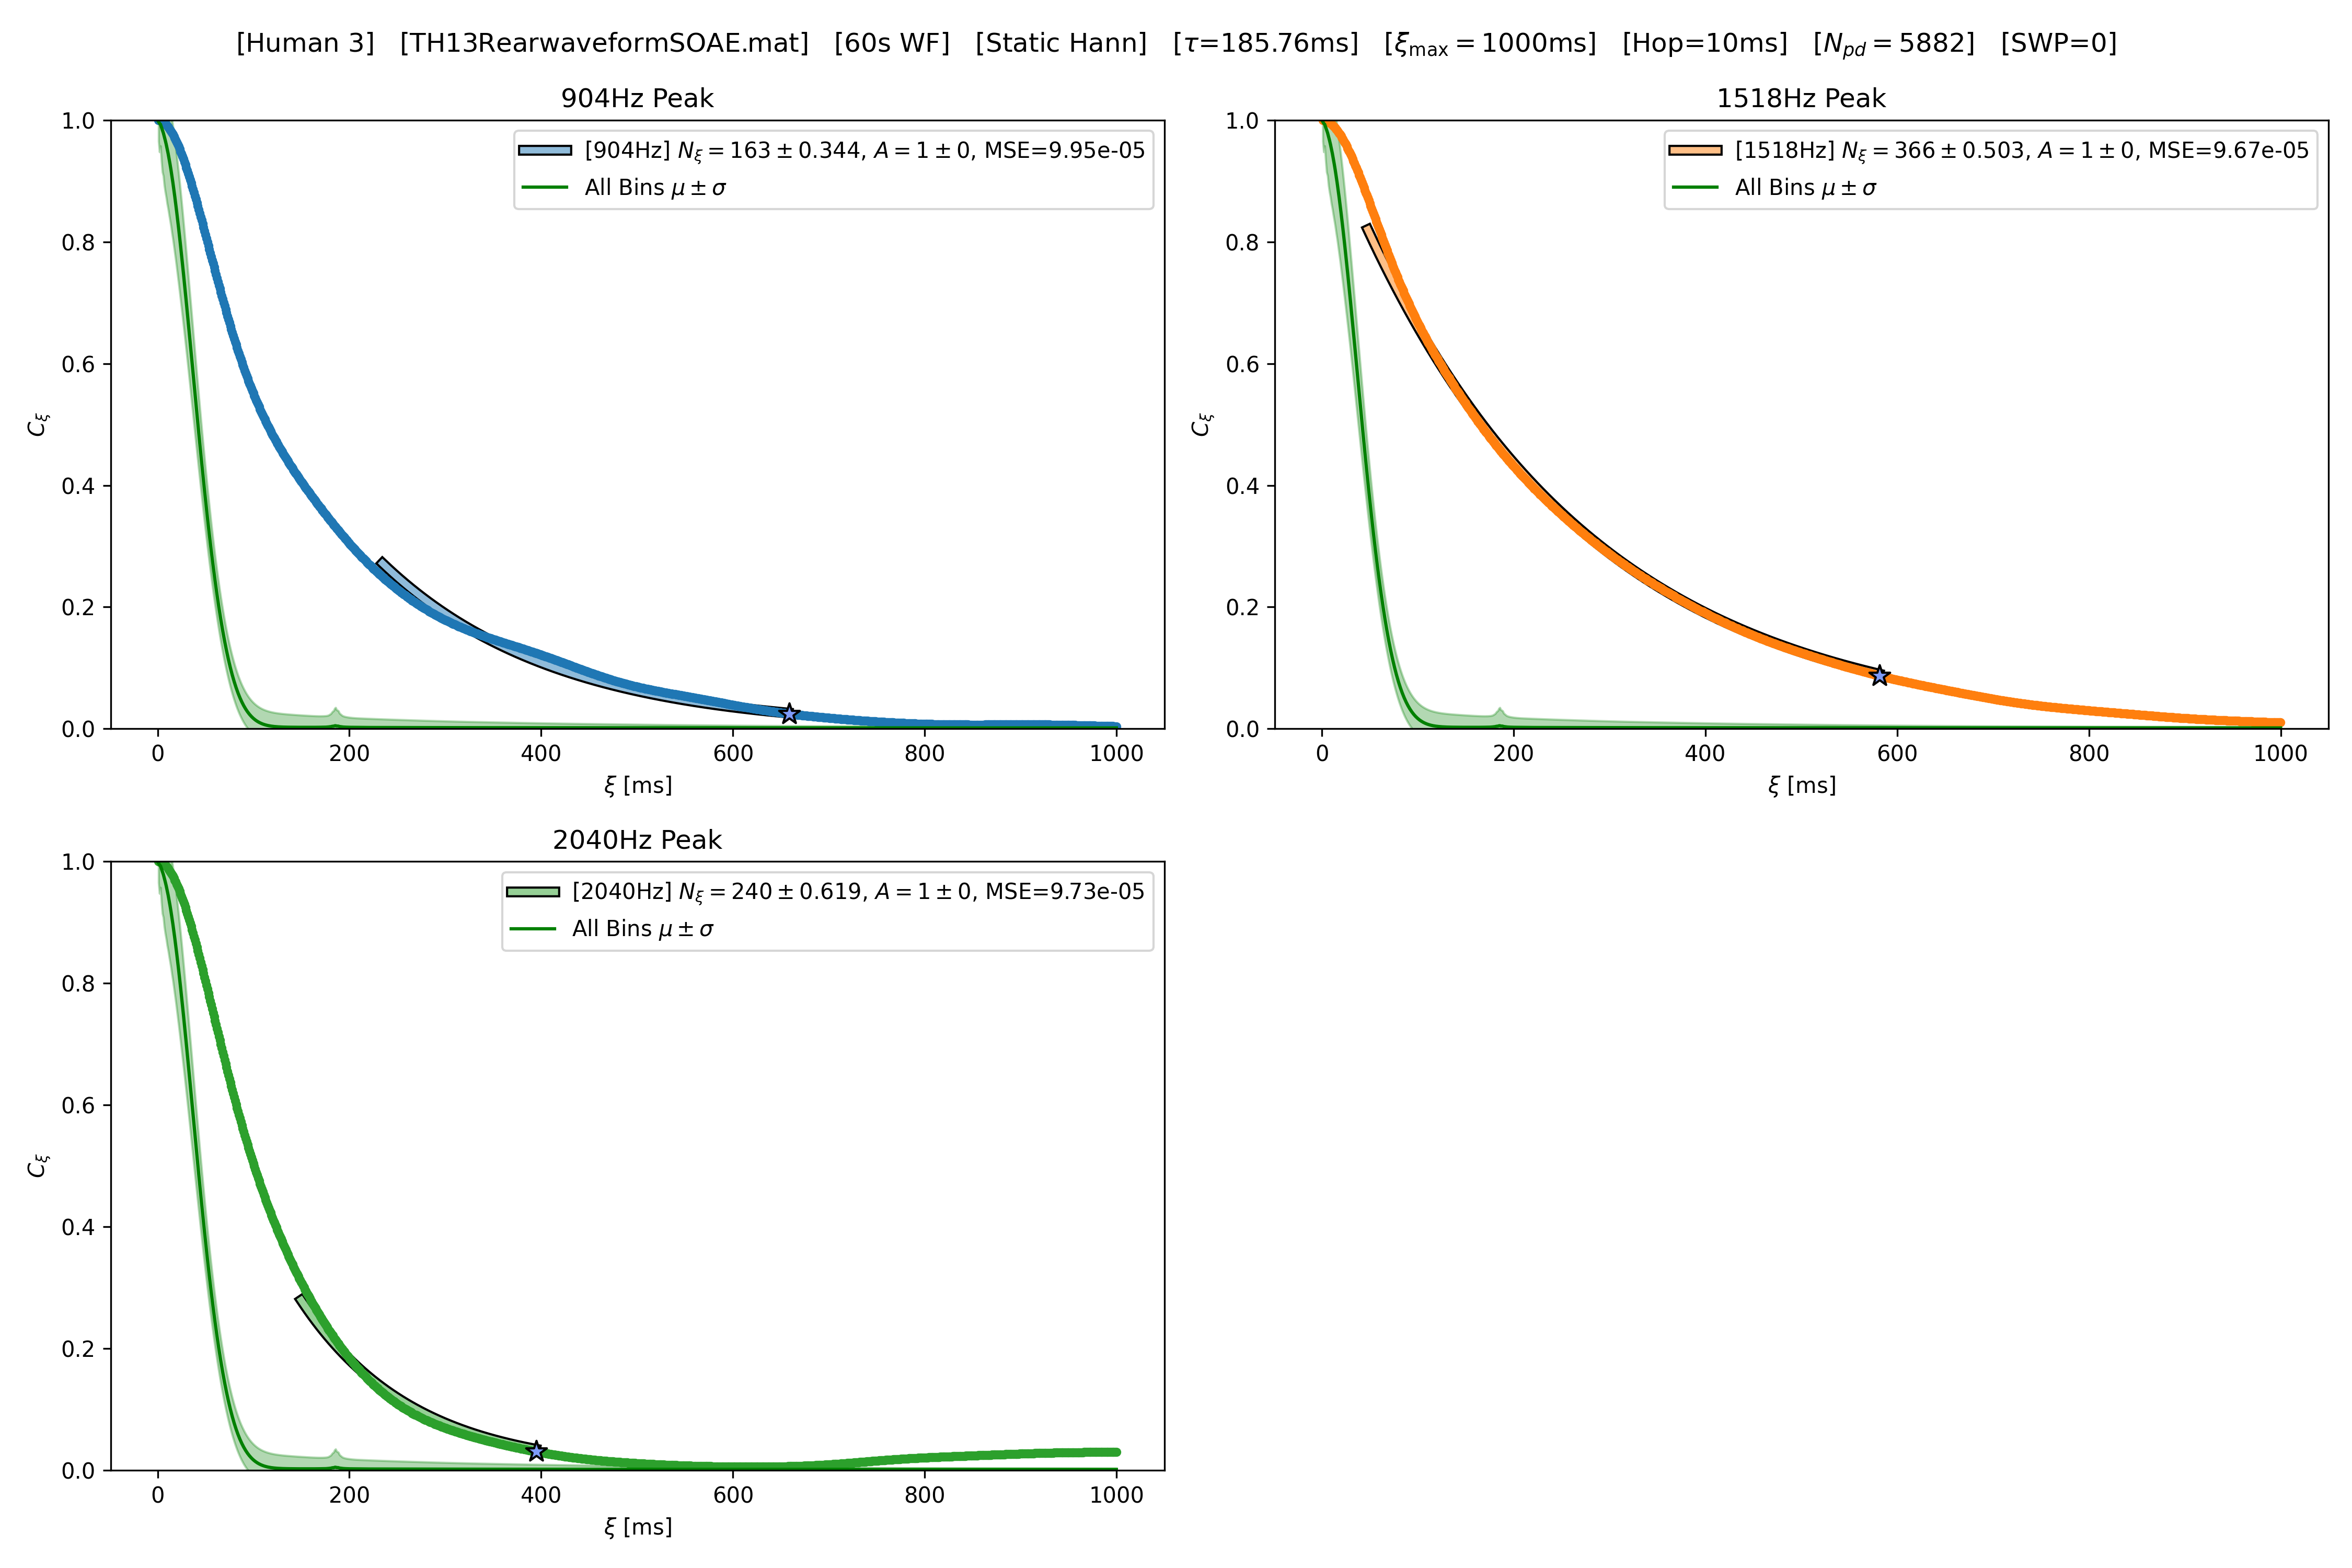 [Human 3] [TH13RearwaveformSOAE.mat] [60s WF] [Static Hann] [τ=185.76ms] [ξmax = 1000ms] [Hop=10ms] [Npd = 5882] [SWP=0]
904Hz Peak
1.0
0.8
0.6
0.4
0.2
0.0
Cξ
[904Hz] Nξ = 163 ± 0.344, A = 1 ± 0, MSE=9.95e-05
All Bins μ ± σ
0 200 400 600 800 1000
ξ [ms]
1518Hz Peak
1.0
0.8
0.6
0.4
0.2
0.0
Cξ
[1518Hz] Nξ = 366 ± 0.503, A = 1 ± 0, MSE=9.67e-05
All Bins μ ± σ
0 200 400 600 800 1000
ξ [ms]
2040Hz Peak
1.0
0.8
0.6
0.4
0.2
0.0
Cξ
[2040Hz] Nξ = 240 ± 0.619, A = 1 ± 0, MSE=9.73e-05
All Bins μ ± σ
0 200 400 600 800 1000
ξ [ms]